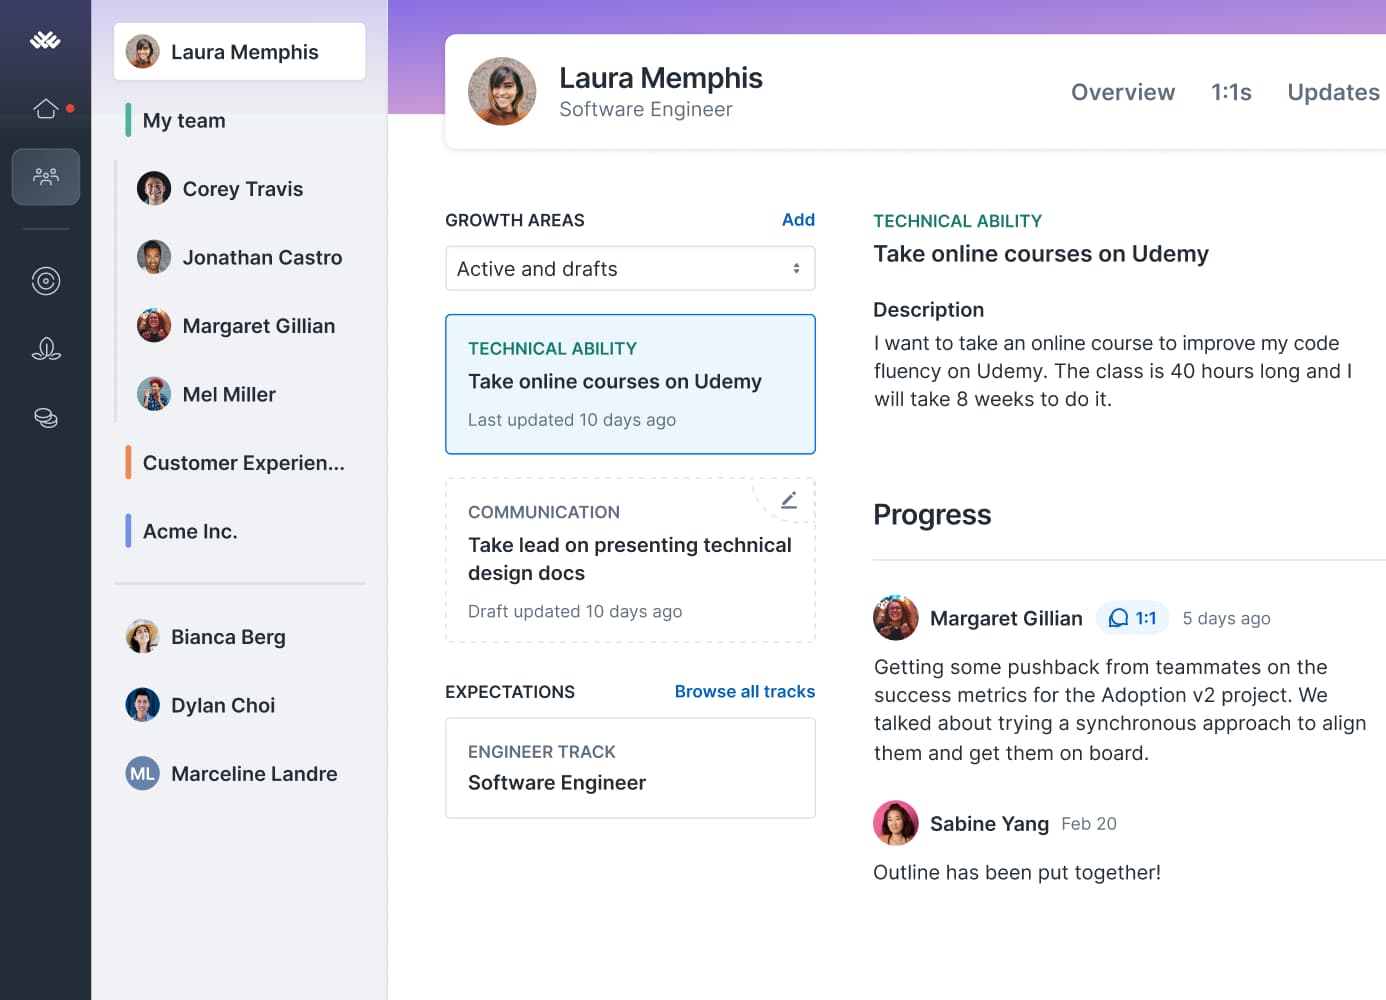 Laura Memphis
My team
Corey Travis
Jonathan Castro
Margaret Gillian
Mel Miller
Customer Experien...
Acme Inc.
Bianca Berg
Dylan Choi
ML
Marceline Landre
Laura Memphis
Software Engineer
Overview
1:1s
Updates
GROWTH AREAS
Add
Active and drafts
TECHNICAL ABILITY
Take online courses on Udemy
Last updated 10 days ago
COMMUNICATION
Take lead on presenting technical
design docs
Draft updated 10 days ago
EXPECTATIONS
Browse all tracks
ENGINEER TRACK
Software Engineer
TECHNICAL ABILITY
Take online courses on Udemy
Description
I want to take an online course to improve my code
fluency on Udemy. The class is 40 hours long and I
will take 8 weeks to do it.
Progress
Margaret Gillian
1:1
5 days ago
Getting some pushback from teammates on the
success metrics for the Adoption v2 project. We
talked about trying a synchronous approach to align
them and get them on board.
Sabine Yang
Feb 20
Outline has been put together!